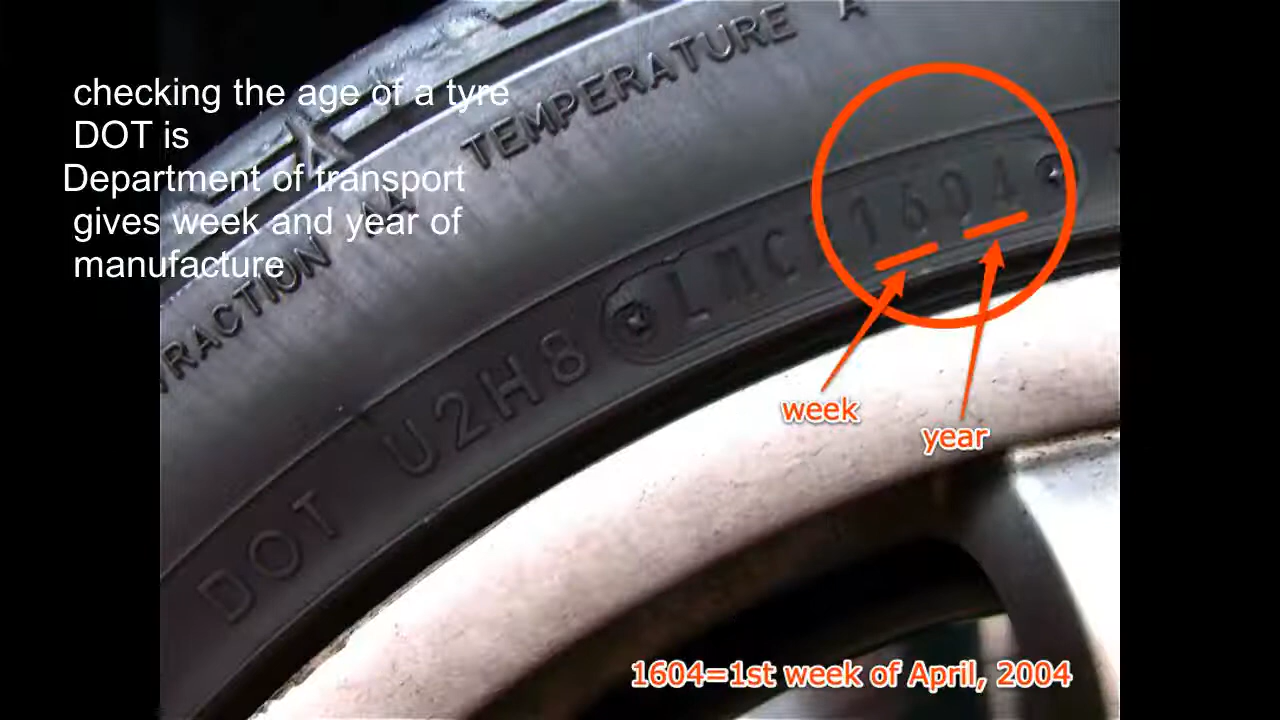 checking the age of a tyre
DOT is
Department of transport
gives week and year of
manufacture
TRACTION AA TEMPERATURE A
DOT U2H8 LMC 1604
week
year
1604=1st week of April, 2004